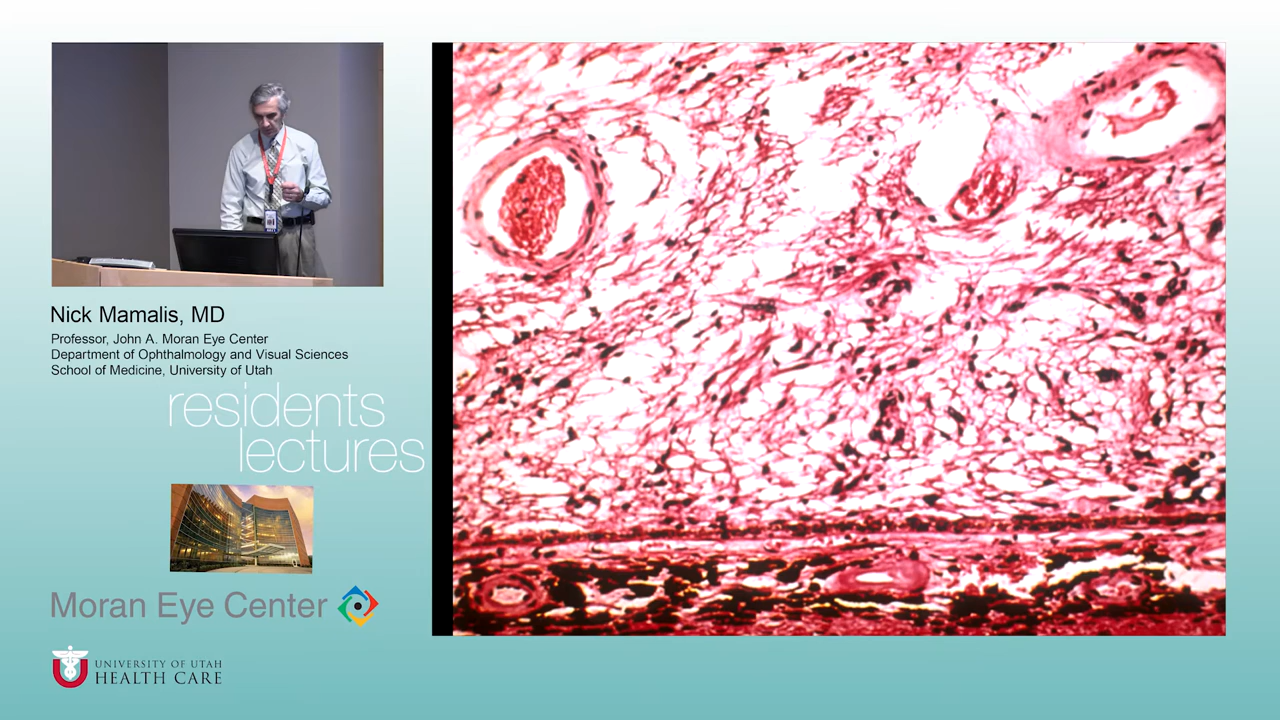 Nick Mamalis, MD
Professor, John A. Moran Eye Center
Department of Ophthalmology and Visual Sciences
School of Medicine, University of Utah
residents
lectures
Moran Eye Center
UNIVERSITY OF UTAH
HEALTH CARE